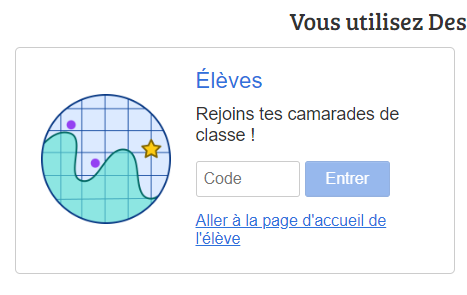 Vous utilisez Des
Élèves
Rejoins tes camarades de
classe !
Code
Entrer
Aller à la page d'accueil de
l'élève